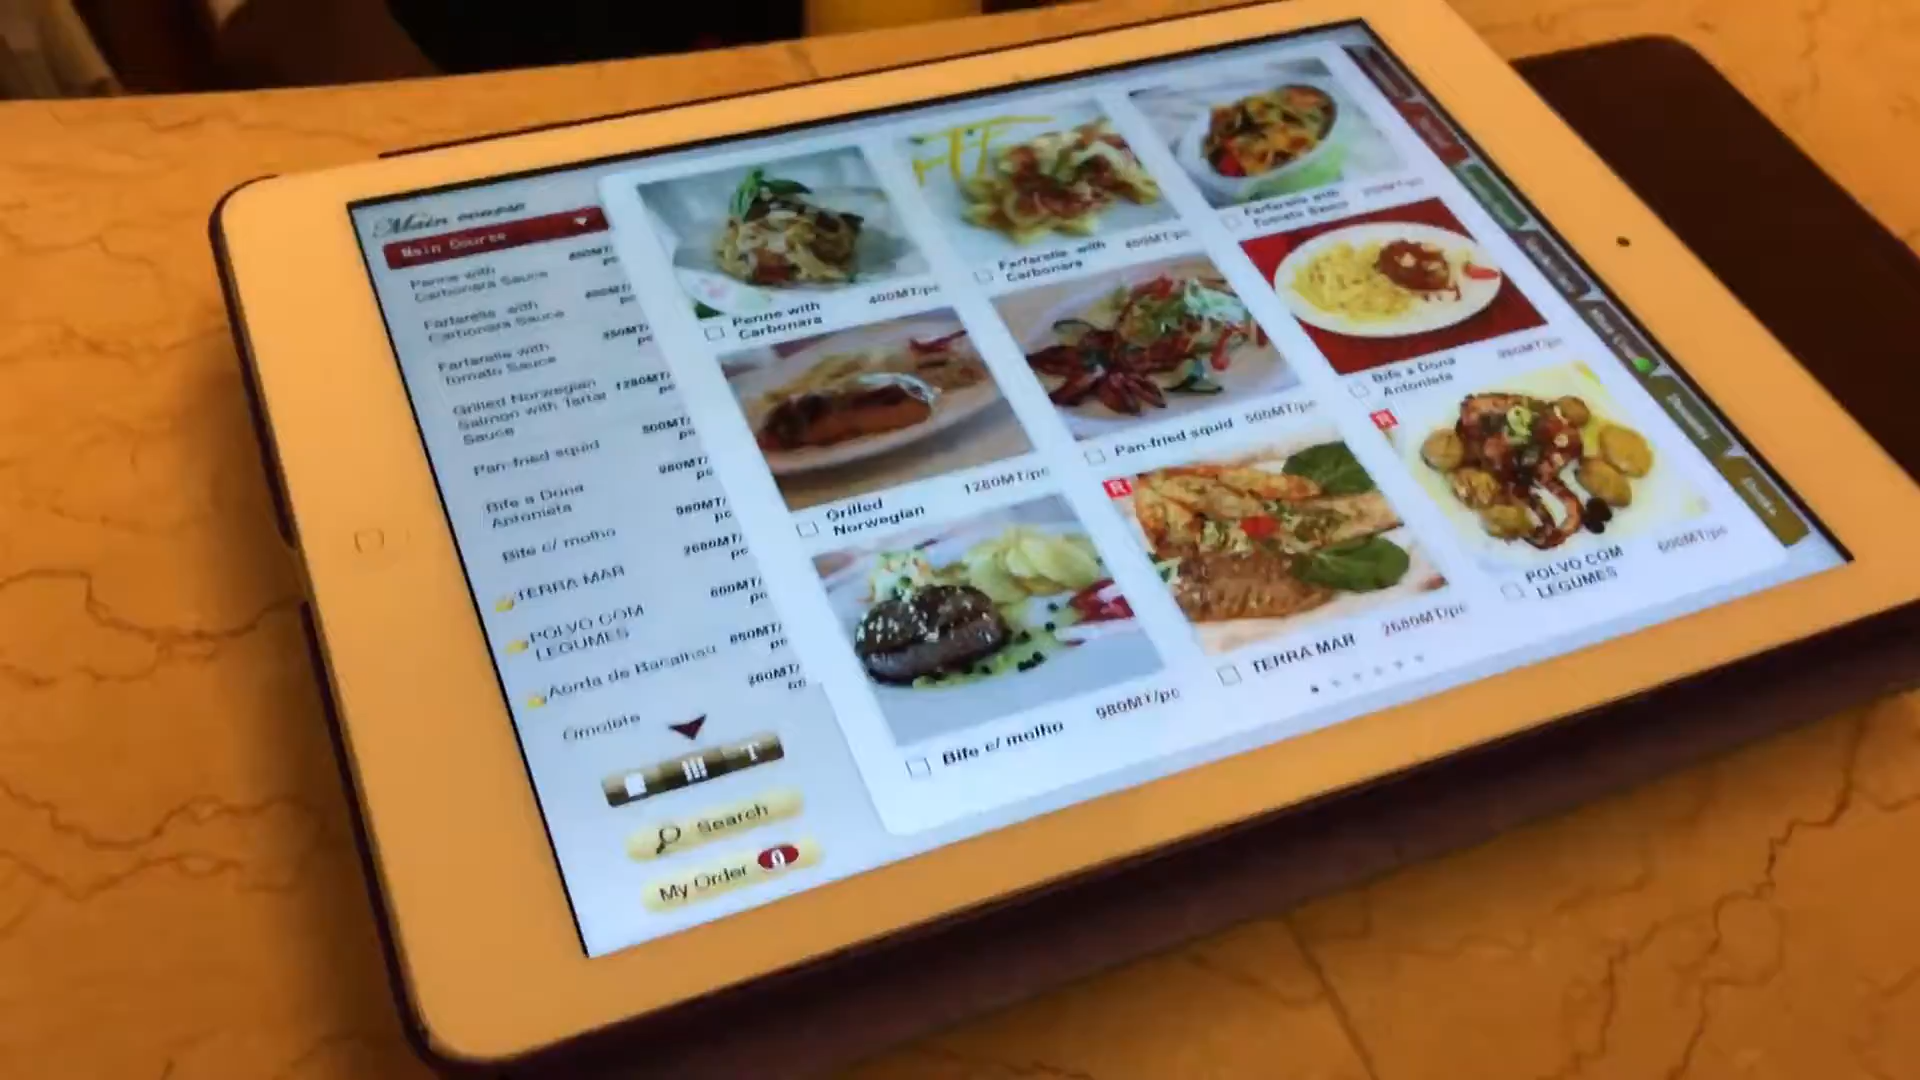 Main course
Main Course
Penne with
Carbonara Sauce
400MT/
pc
Farfarelle with
Carbonara Sauce
400MT/
pc
Farfarelle with
Tomato Sauce
350MT/
pc
Grilled Norwegian
Salmon with Tartar
Sauce
1280MT/
pc
Pan-fried squid
500MT/
pc
Bife a Dona
Antonieta
980MT/
pc
Bife c/ molho
980MT/
pc
TERRA MAR
2680MT/
pc
POLVO COM
LEGUMES
600MT/
pc
Aorda de Bacalhau
260MT/
Omolete
T
Search
My Order 0
Penne with
Carbonara
400MT/pc
Farfarelle with
Carbonara
400MT/pc
Farfarelle with
Tomato Sauce
Grilled
Norwegian
1280MT/pc
Pan-fried squid 500MT/pc
Bife a Dona
Antonieta
980MT/pc
Bife c/ molho 980MT/pc
R
TERRA MAR 2680MT/pc
R
POLVO COM
LEGUMES
600MT/pc